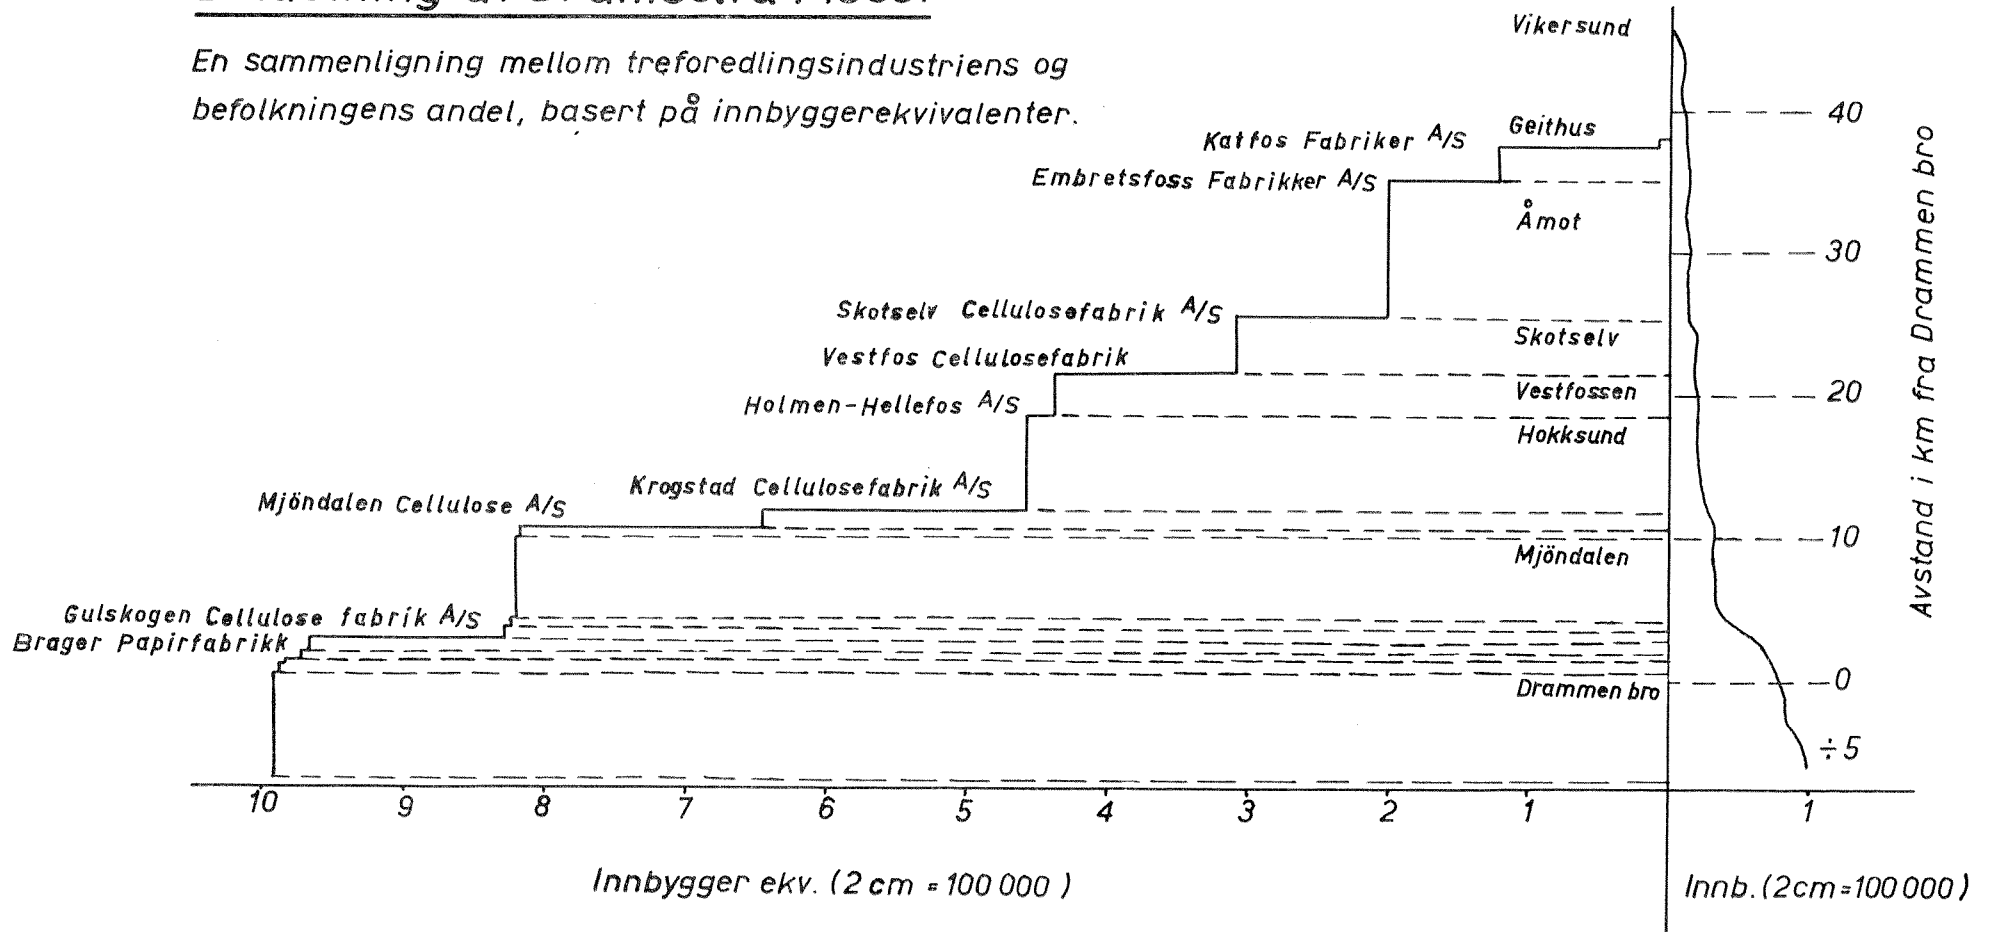 En sammenligning mellom treforedlingsindustriens og
befolkningens andel, basert på innbyggerekvivalenter.
Vikersund
40
Geithus
Katfos Fabriker A/S
Embretsfoss Fabrikker A/S
Åmot
30
Skotselv Cellulosefabrik A/S
Skotselv
Vestfos Cellulosefabrik
Vestfossen
20
Holmen-Hellefos A/S
Hokksund
Krogstad Cellulosefabrik A/S
Mjöndalen Cellulose A/S
10
Mjöndalen
Gulskogen Cellulose fabrik A/S
Brager Papirfabrikk
0
Drammen bro
÷5
Avstand i km fra Drammen bro
10 9 8 7 6 5 4 3 2 1 1
Innbygger ekv. (2 cm = 100 000 )
Innb. (2cm = 100 000)